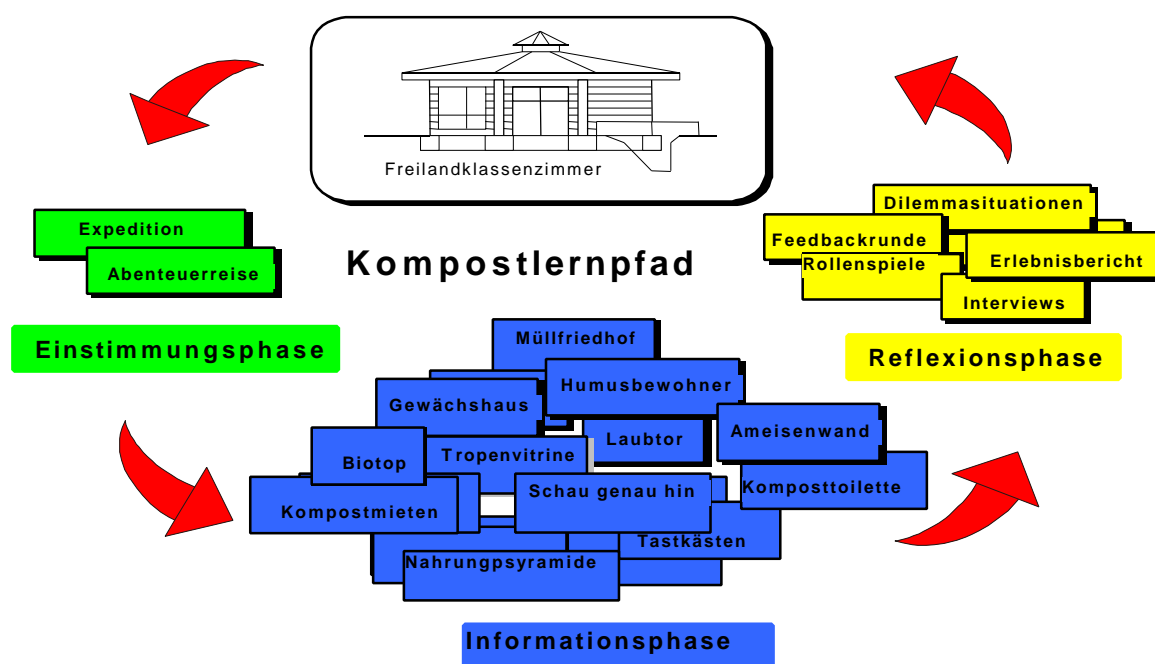 Freilandklassenzimmer
Kompostlernpfad
Expedition
Abenteuerreise
Einstimmungsphase
Müllfriedhof
Humusbewohner
Gewächshaus
Laubtor
Ameisenwand
Biotop
Tropenvitrine
Schau genau hin
Komposttoilette
Kompostmieten
Tastkästen
Nahrungpsyramide
Informationsphase
Dilemmasituationen
Feedbackrunde
Rollenspiele
Erlebnisbericht
Interviews
Reflexionsphase